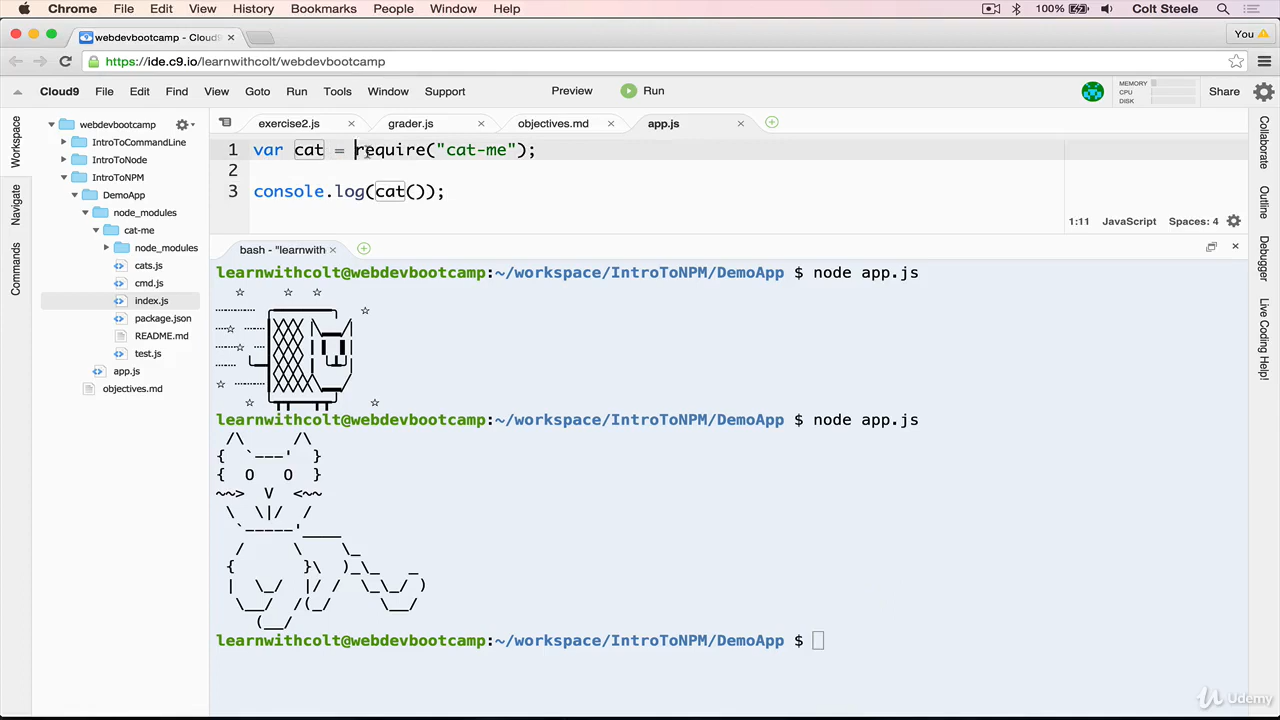 Chrome File Edit View History Bookmarks People Window Help 100% Colt Steele
webdevbootcamp - Cloud9 × You
https://ide.c9.io/learnwithcolt/webdevbootcamp
Cloud9 File Edit Find View Goto Run Tools Window Support Preview Run MEMORY CPU DISK Share
Workspace
Navigate
Commands
webdevbootcamp
IntroToCommandLine
IntroToNode
IntroToNPM
DemoApp
node_modules
cat-me
node_modules
cats.js
cmd.js
index.js
package.json
README.md
test.js
app.js
objectives.md
exercise2.js × grader.js × objectives.md × app.js ×
1 var cat = require("cat-me");
2
3 console.log(cat());
1:11 JavaScript Spaces: 4
bash - "learnwith ×
learnwithcolt@webdevbootcamp:~/workspace/IntroToNPM/DemoApp $ node app.js
learnwithcolt@webdevbootcamp:~/workspace/IntroToNPM/DemoApp $ node app.js
 /\     /\
{  `---'  }
{  O   O  }
~~>  V  <~~
 \  \|/  /
  `-----'____
  /     \    \_
 {       }\  )_\_   _
 |  \_/  |/ /  \_\_/ )
  \__/  /(_/     \__/
    (__/
learnwithcolt@webdevbootcamp:~/workspace/IntroToNPM/DemoApp $
Collaborate
Outline
Debugger
Live Coding Help!
Udemy